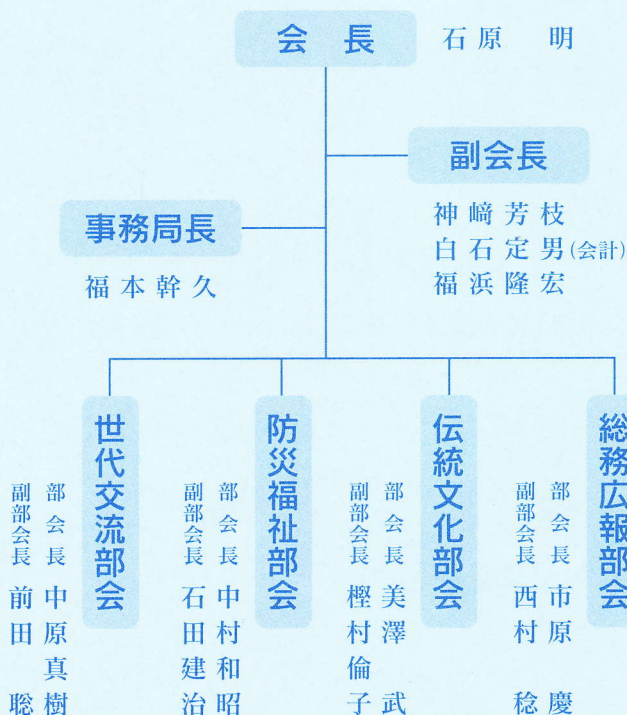 会長 石原 明
副会長
神﨑芳枝
白石定男(会計)
福浜隆宏
事務局長
福本幹久
総務広報部会
部会長 市原 慶
副部会長 西村 稔
伝統文化部会
部会長 美澤 武
副部会長 樫村倫子
防災福祉部会
部会長 中村和昭
副部会長 石田建治
世代交流部会
部会長 中原真樹
副部会長 前田 聡